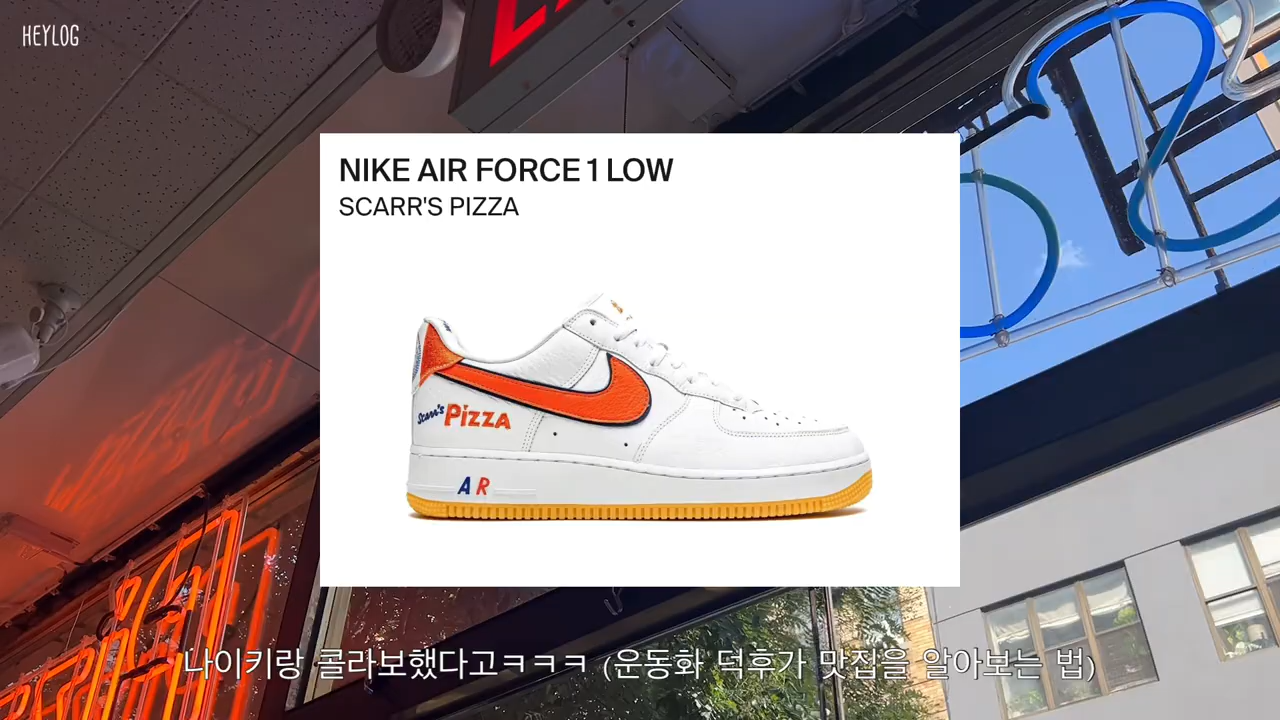 HEYLOG
NIKE AIR FORCE 1 LOW
SCARR'S PIZZA
Scarr's Pizza
AR
나이키랑 콜라보했다고ㅋㅋㅋ (운동화 덕후가 맛집을 알아보는 법)